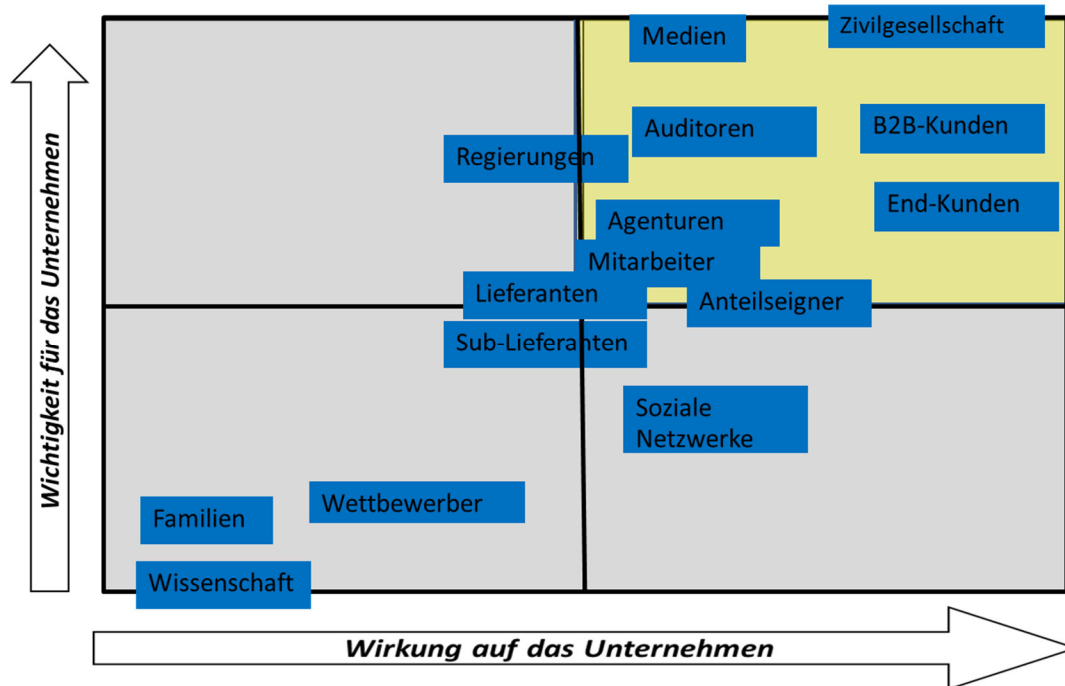 Medien
Zivilgesellschaft
Auditoren
B2B-Kunden
Regierungen
End-Kunden
Agenturen
Mitarbeiter
Lieferanten
Anteilseigner
Sub-Lieferanten
Soziale
Netzwerke
Wettbewerber
Familien
Wissenschaft
Wichtigkeit für das Unternehmen
Wirkung auf das Unternehmen